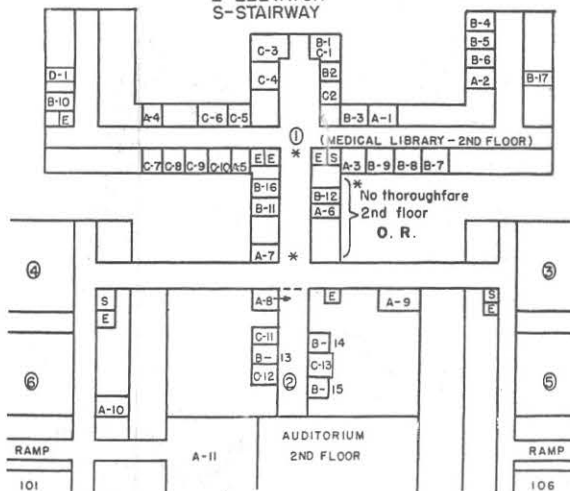 S-STAIRWAY
C-3
B-1
C-1
B-4
B-5
B-6
A-2
D-1
C-4
B2
B-17
B-10
E
C2
A-4
C-6
C-5
B-3
A-1
1
(MEDICAL LIBRARY - 2ND FLOOR)
*
C-7
C-8
C-9
C-10
A-5
E
E
E
S
A-3
B-9
B-8
B-7
B-16
B-11
B-12
A-6
*
No thoroughfare
2nd floor
O. R.
A-7
*
4
3
S
E
A-8
E
A-9
S
E
C-11
B- 13
C-12
2
B- 14
C-13
B- 15
6
5
A-10
RAMP
A-11
AUDITORIUM
2ND FLOOR
RAMP
101
106